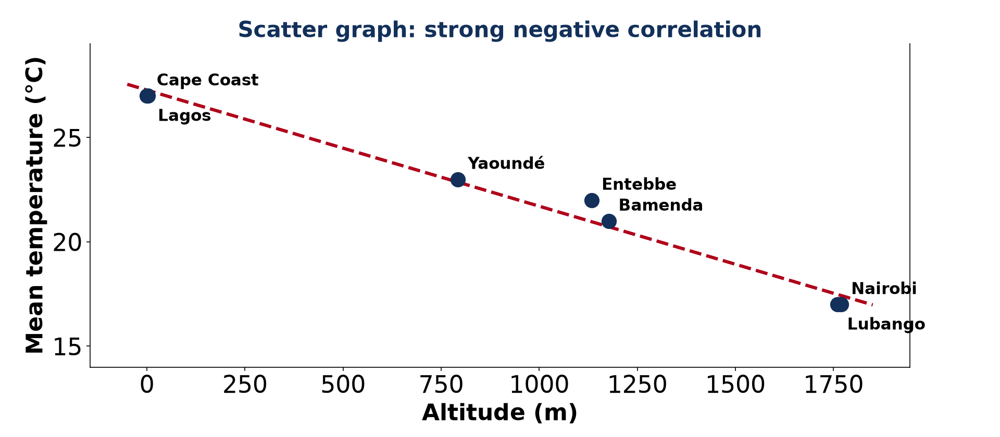 Scatter graph: strong negative correlation
Mean temperature (°C)
25
20
15
Cape Coast
Lagos
Yaoundé
Entebbe
Bamenda
Nairobi
Lubango
0 250 500 750 1000 1250 1500 1750
Altitude (m)